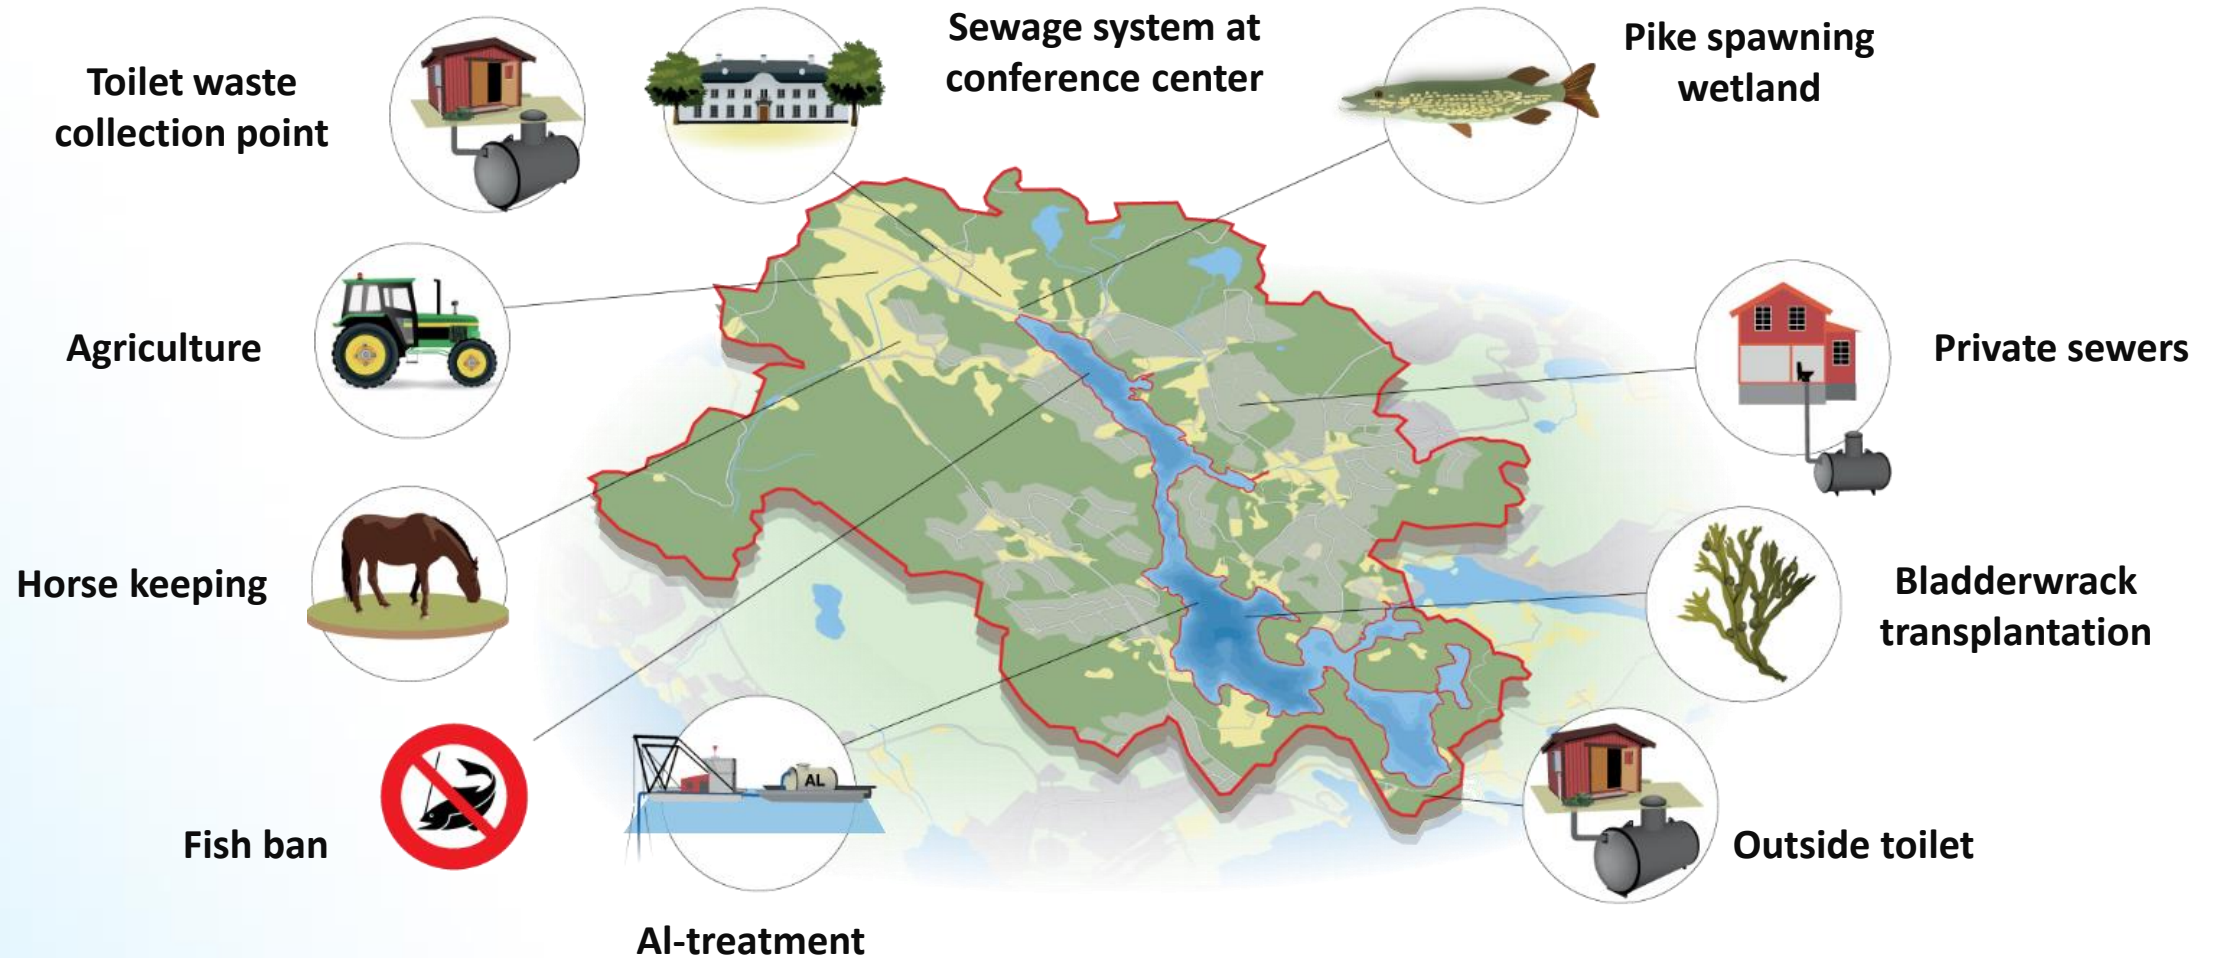 Toilet waste
collection point
Sewage system at
conference center
Pike spawning
wetland
Agriculture
Private sewers
Horse keeping
Bladderwrack
transplantation
Fish ban
AL
Outside toilet
Al-treatment